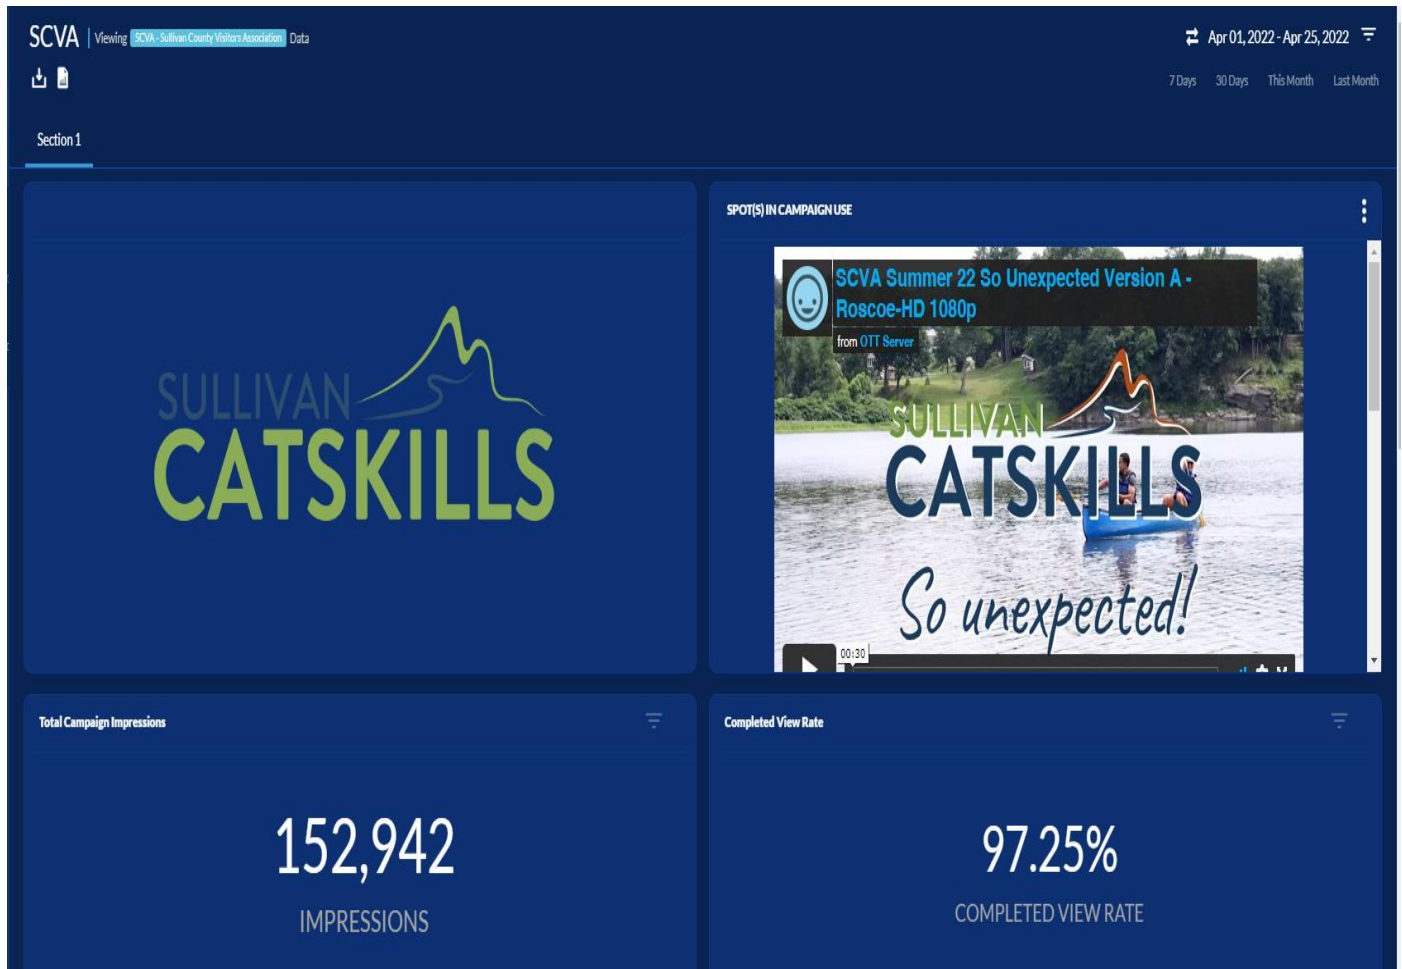 SCVA | Viewing SCVA - Sullivan County Visitors Association Data
Apr 01, 2022 - Apr 25, 2022
7 Days 30 Days This Month Last Month
Section 1
SULLIVAN
CATSKILLS
SPOT(S) IN CAMPAIGN USE
SCVA Summer 22 So Unexpected Version A -
Roscoe-HD 1080p
from OTT Server
SULLIVAN
CATSKILLS
So unexpected!
00:30
Total Campaign Impressions
152,942
IMPRESSIONS
Completed View Rate
97.25%
COMPLETED VIEW RATE